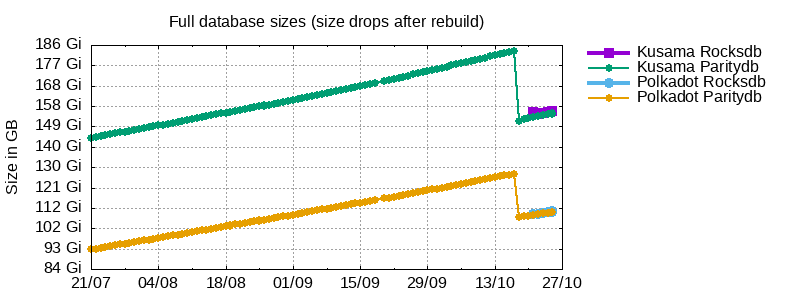 Full database sizes (size drops after rebuild)
186 Gi
177 Gi
168 Gi
158 Gi
149 Gi
140 Gi
130 Gi
121 Gi
112 Gi
102 Gi
93 Gi
84 Gi
Size in GB
21/07 04/08 18/08 01/09 15/09 29/09 13/10 27/10
Kusama Rocksdb
Kusama Paritydb
Polkadot Rocksdb
Polkadot Paritydb